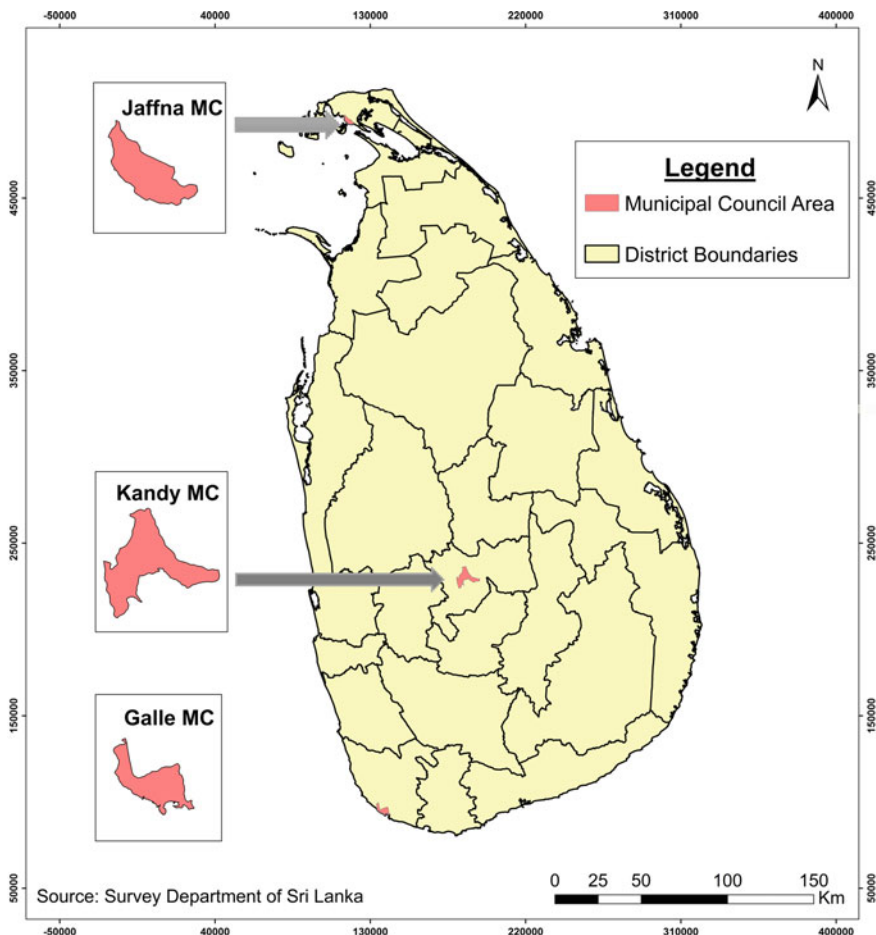 -50000 40000 130000 220000 310000 400000
N
Jaffna MC
Legend
Municipal Council Area
District Boundaries
450000 450000
350000 350000
Kandy MC
250000 250000
Galle MC
150000 150000
50000 50000
Source: Survey Department of Sri Lanka
0 25 50 100 150
Km
-50000 40000 130000 220000 310000 400000